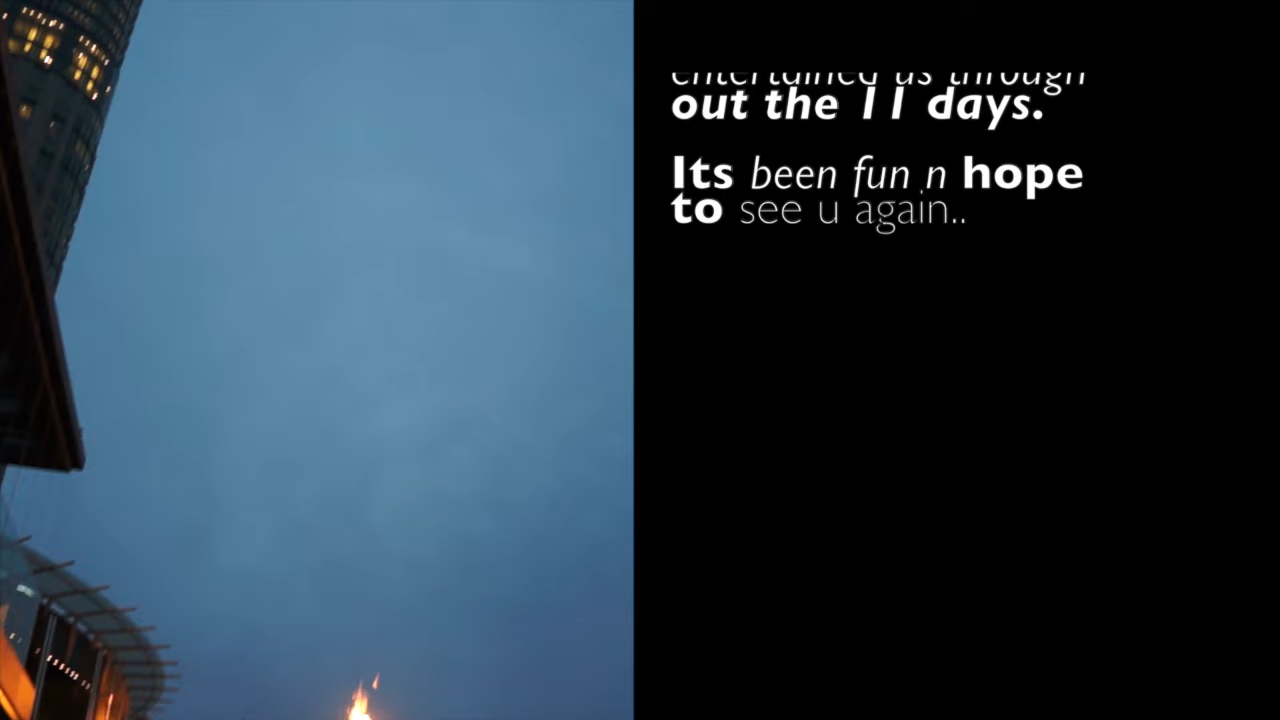 entertained us through
out the 11 days.
Its been fun n hope
to see u again..